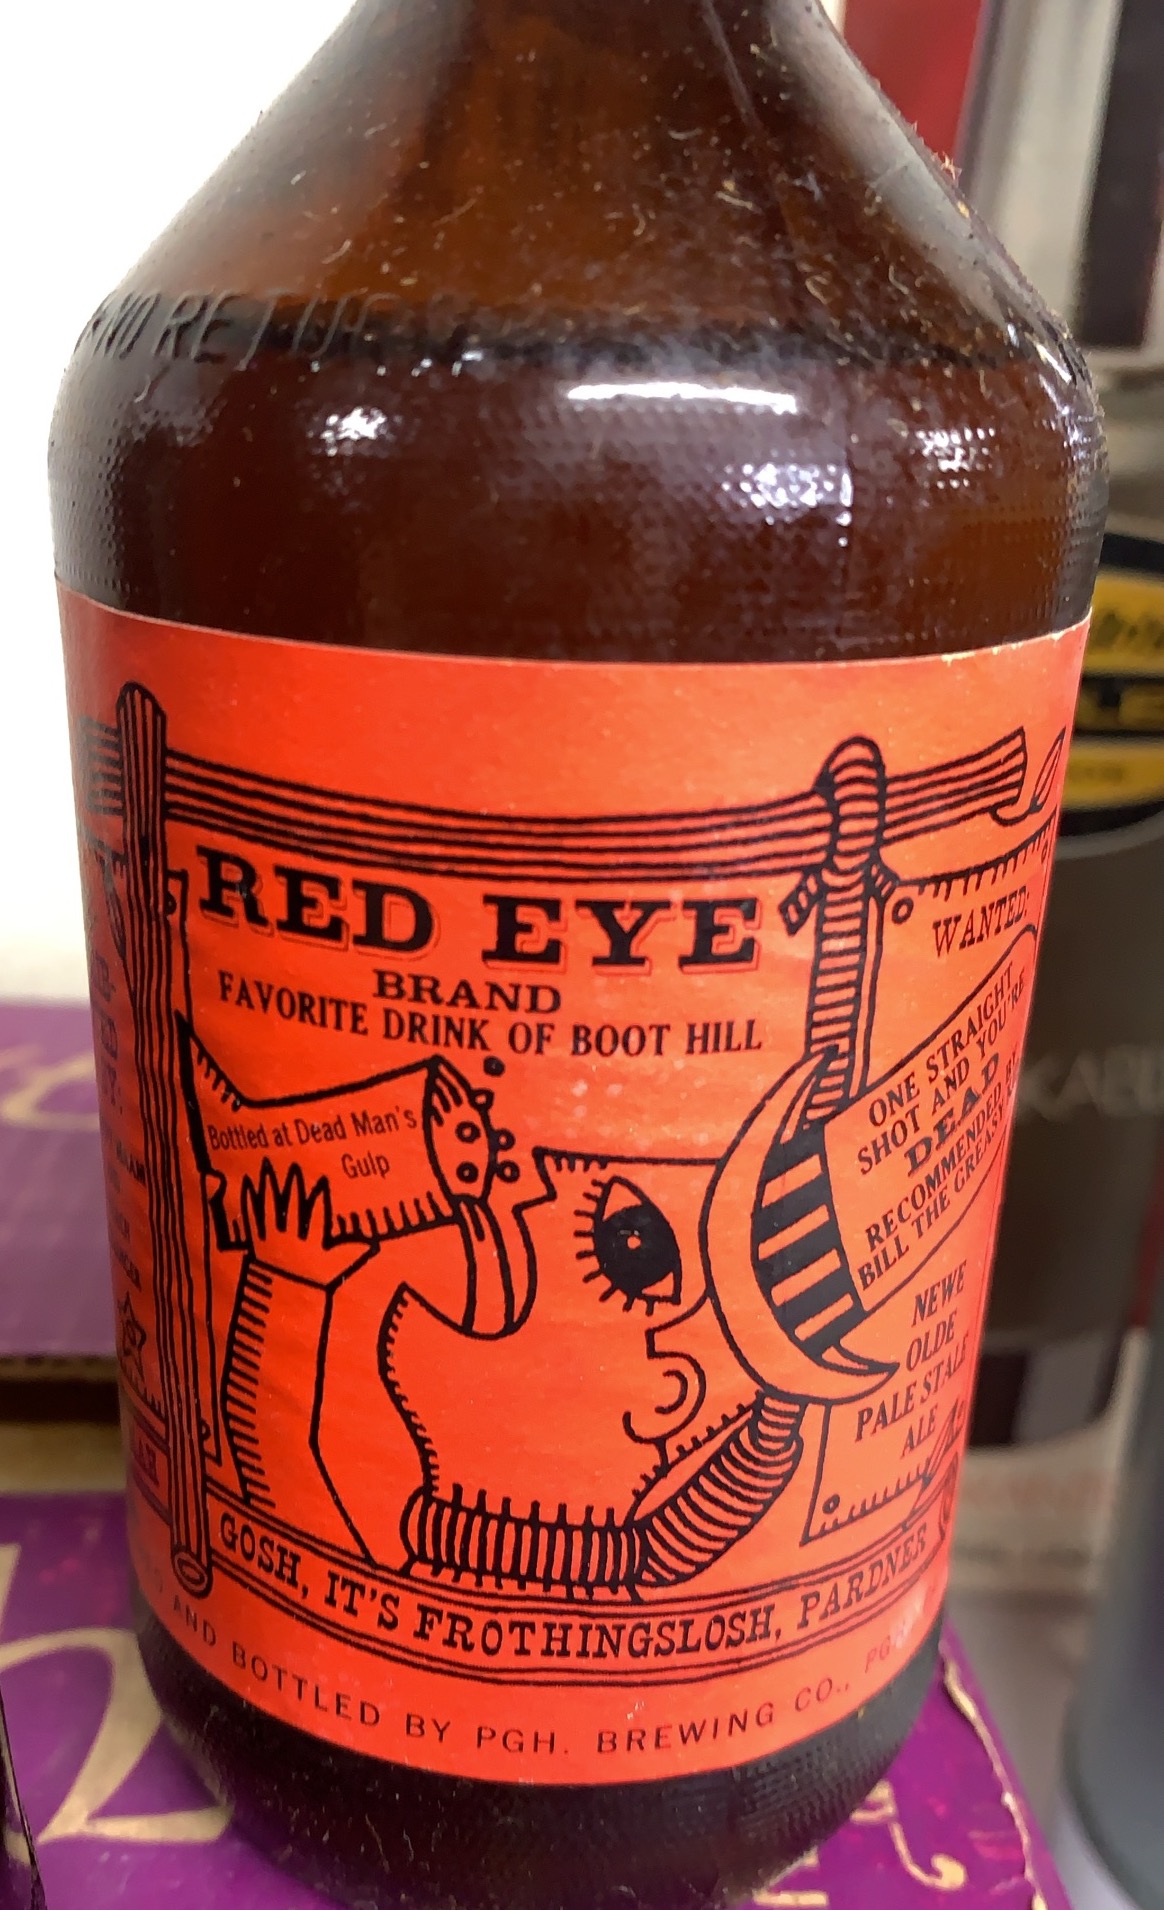 NO RETUR
RED EYE
BRAND
FAVORITE DRINK OF BOOT HILL
Bottled at Dead Man's
Gulp
WANTED:
ONE STRAIGHT
SHOT AND YOU'RE
DEAD
RECOMMENDED BY
BILL THE GREASY
NEWE
OLDE
PALE STALE
ALE
GOSH, IT'S FROTHINGSLOSH, PARDNER
AND BOTTLED BY PGH. BREWING CO.,